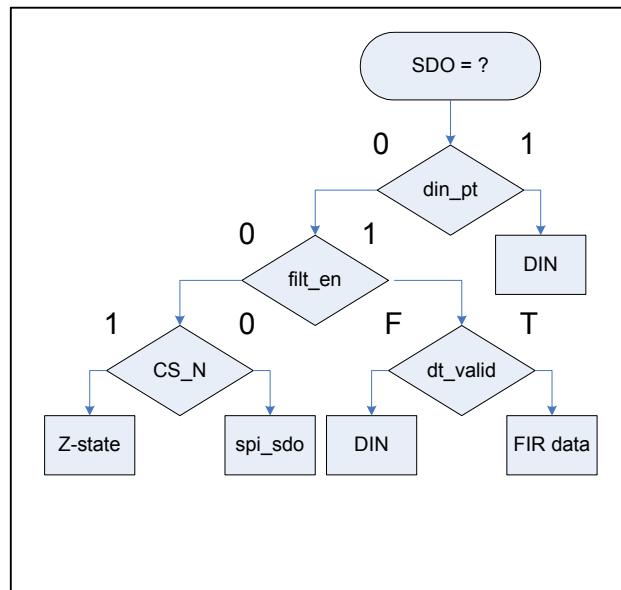 SDO = ?
0 1
din_pt
0 1
DIN
filt_en
1 0 F T
CS_N dt_valid
Z-state spi_sdo DIN FIR data